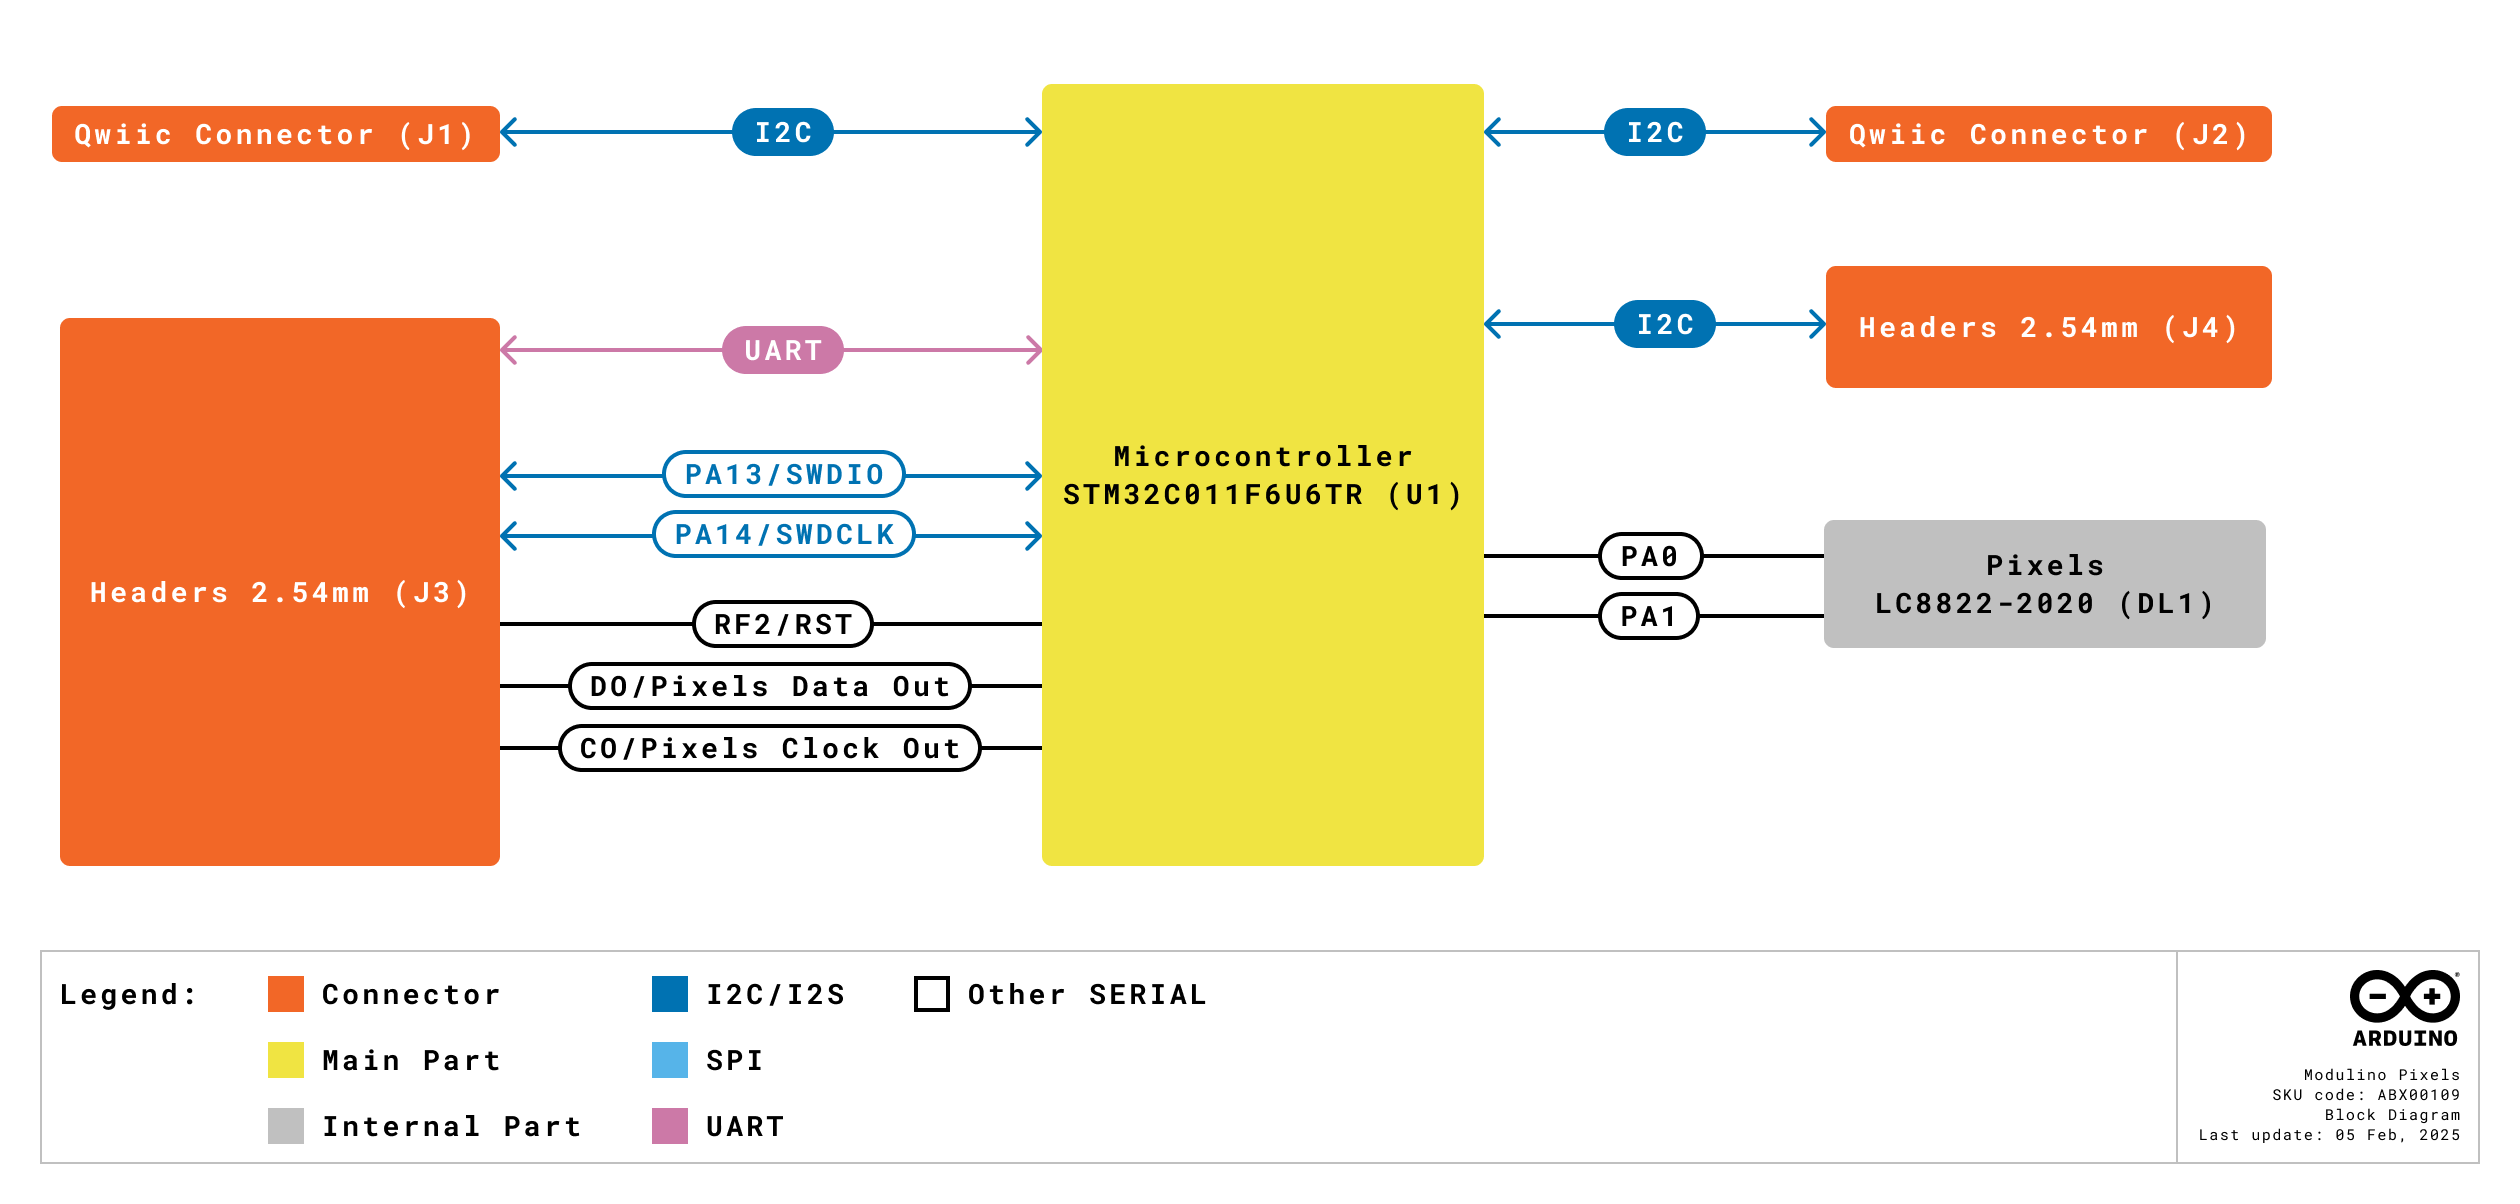 Qwiic Connector (J1)
I2C
I2C
Qwiic Connector (J2)
Headers 2.54mm (J3)
UART
PA13/SWDIO
PA14/SWDCLK
RF2/RST
DO/Pixels Data Out
CO/Pixels Clock Out
Microcontroller
STM32C011F6U6TR (U1)
I2C
Headers 2.54mm (J4)
PA0
PA1
Pixels
LC8822-2020 (DL1)
Legend:
Connector
Main Part
Internal Part
I2C/I2S
SPI
UART
Other SERIAL
ARDUINO
Modulino Pixels
SKU code: ABX00109
Block Diagram
Last update: 05 Feb, 2025